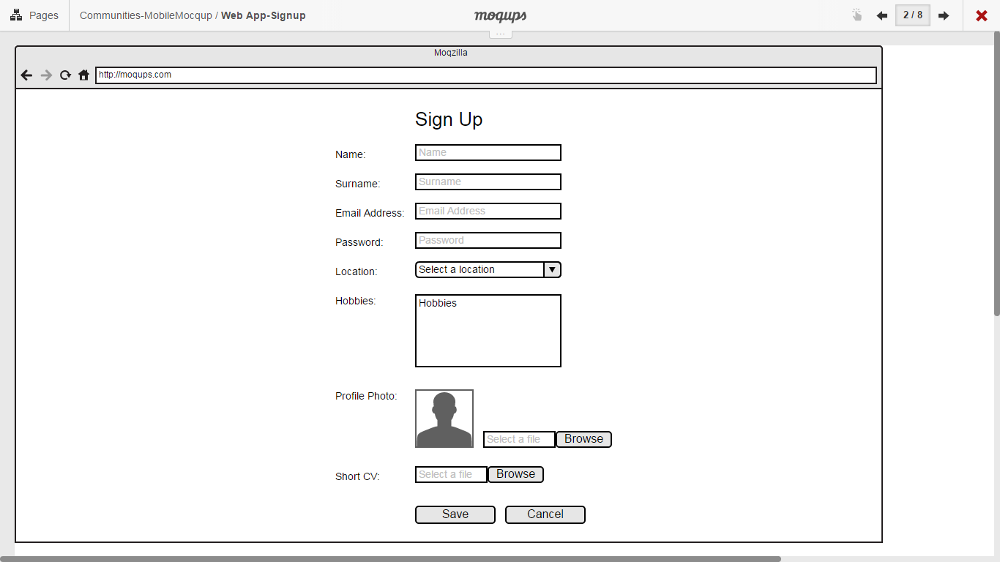 Pages Communities-MobileMocqup / Web App-Signup moqups 2 / 8
...
Moqzilla
http://moqups.com
Sign Up
Name: Name
Surname: Surname
Email Address: Email Address
Password: Password
Location: Select a location
Hobbies: Hobbies
Profile Photo:
Select a file Browse
Short CV: Select a file Browse
Save Cancel